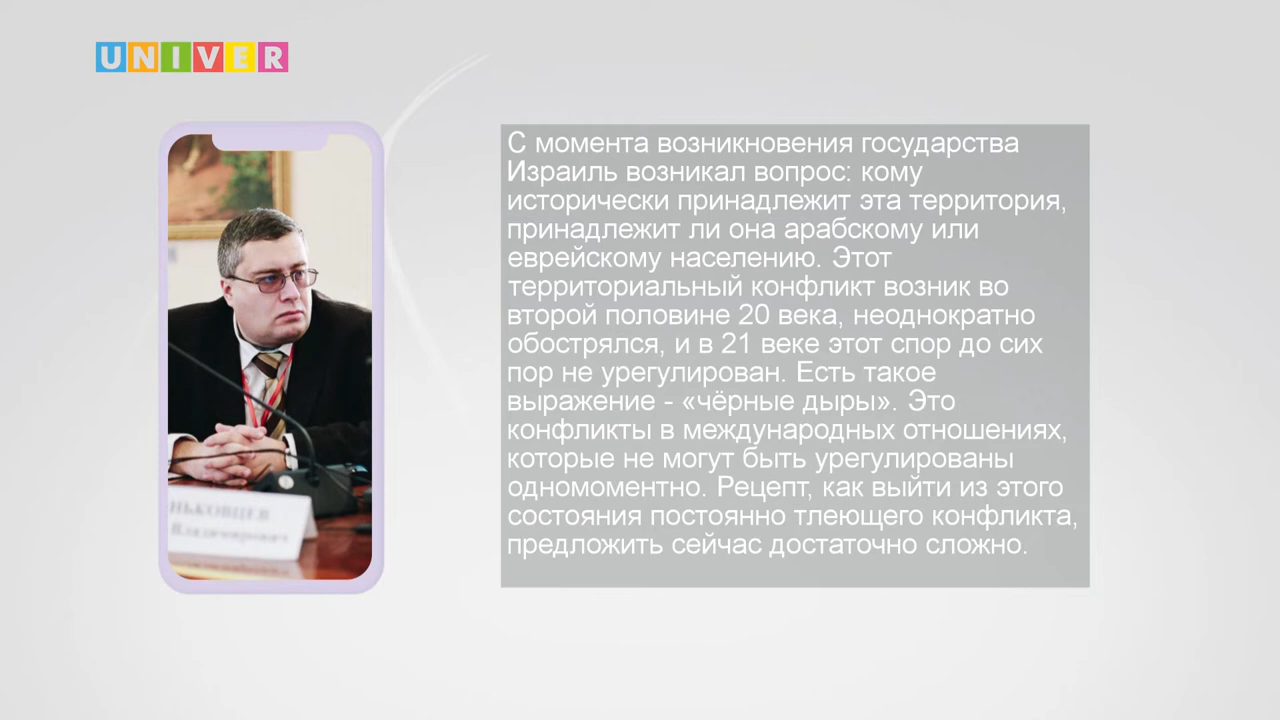 UNIVER
С момента возникновения государства
Израиль возникал вопрос: кому
исторически принадлежит эта территория,
принадлежит ли она арабскому или
еврейскому населению. Этот
территориальный конфликт возник во
второй половине 20 века, неоднократно
обострялся, и в 21 веке этот спор до сих
пор не урегулирован. Есть такое
выражение - «чёрные дыры». Это
конфликты в международных отношениях,
которые не могут быть урегулированы
одномоментно. Рецепт, как выйти из этого
состояния постоянно тлеющего конфликта,
предложить сейчас достаточно сложно.
НЬКОВЦЕВ
Владимирович